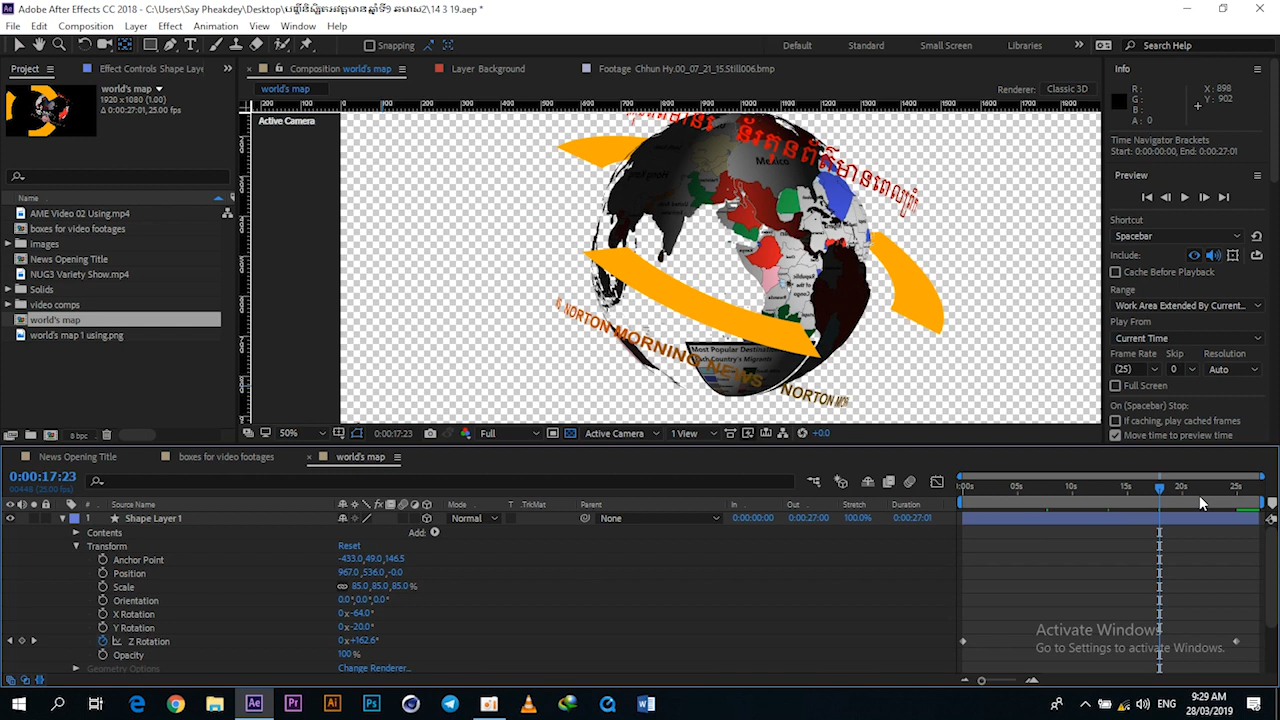 Adobe After Effects CC 2018 - C:\Users\Say Pheakdey\Desktop\
File Edit Composition Layer Effect Animation View Window Help
Snapping
Default Standard Small Screen Libraries Search Help
Project Effect Controls Shape Lay
world's map
1920 x 1080 (1.00)
Δ 0:00:27:01, 25.00 fps
Composition world's map Layer Background Footage Chhun Hy.00_07_21_15.Still006.bmp
world's map
Renderer: Classic 3D
Active Camera
Name
AME Video 02 Using.mp4
boxes for video footages
Images
News Opening Title
NUG3 Variety Show.mp4
Solids
video comps
world's map
world's map 1 using.png
8 bpc
Mexico
NORTON MORNING NEWS
Most Popular Destinat
NORTON MOR
50% 0:00:17:23 Full Active Camera 1 View +0.0
Info
R: X: 898
G: Y: 902
B:
A: 0
Time Navigator Brackets
Start: 0:00:00:00, End: 0:00:27:01
Preview
Shortcut
Spacebar
Include:
Cache Before Playback
Range
Work Area Extended By Current...
Play From
Current Time
Frame Rate Skip Resolution
(25) 0 Auto
Full Screen
On (Spacebar) Stop:
If caching, play cached frames
Move time to preview time
News Opening Title boxes for video footages world's map
0:00:17:23
00448 (25.00 fps)
:00s 05s 10s 15s 20s 25s
# Source Name Mode T .TrkMat Parent In Out Stretch Duration
1 Shape Layer 1 Normal None 0:00:00:00 0:00:27:00 100.0% 0:00:27:01
Contents Add:
Transform Reset
Anchor Point -433.0,49.0,146.5
Position 967.0,536.0,-0.0
Scale 85.0,85.0,85.0%
Orientation 0.0°,0.0°,0.0°
X Rotation 0x-64.0°
Y Rotation 0x-20.0°
Z Rotation 0x+162.6°
Opacity 100%
Geometry Options Change Renderer...
Activate Windows
Go to Settings to activate Windows.
ENG
9:29 AM
28/03/2019